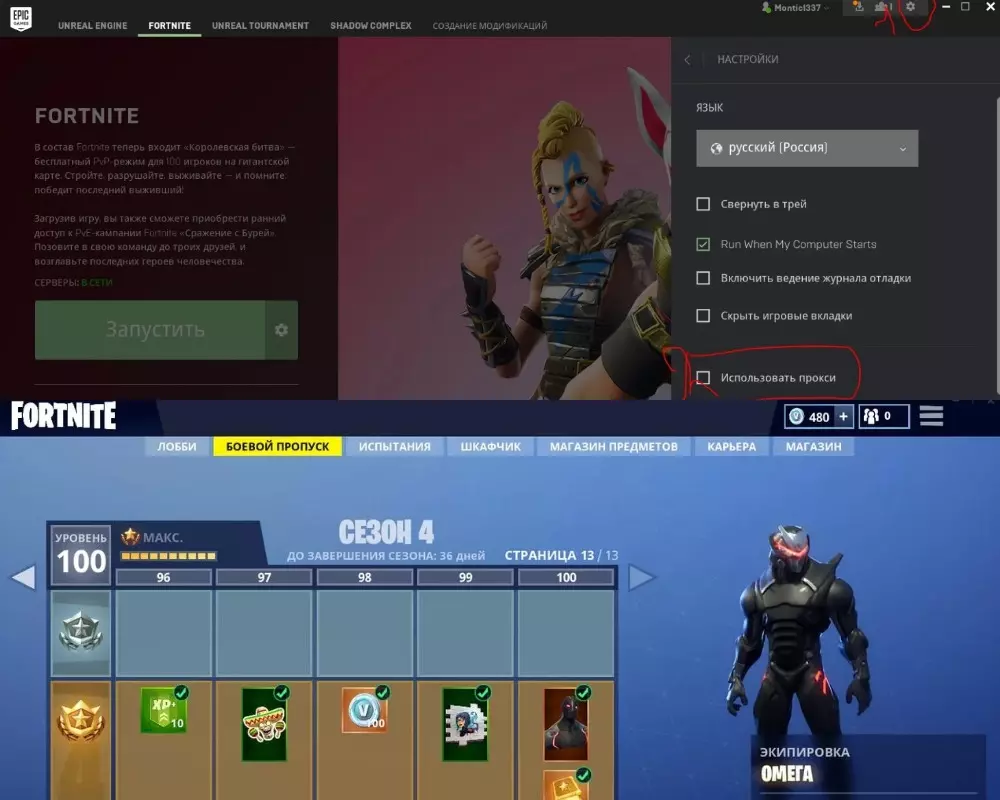 EPIC
GAMES
UNREAL ENGINE
FORTNITE
UNREAL TOURNAMENT
SHADOW COMPLEX
СОЗДАНИЕ МОДИФИКАЦИЙ
Montic1337
FORTNITE
В состав Fortnite теперь входит «Королевская битва» —
бесплатный PvP-режим для 100 игроков на гигантской
карте. Стройте, разрушайте, выживайте — и помните:
победит последний выживший!
Загрузив игру, вы также сможете приобрести ранний
доступ к PvE-кампании Fortnite «Сражение с Бурей».
Позовите в свою команду до троих друзей, и
возглавьте последних героев человечества.
СЕРВЕРЫ: В СЕТИ
Запустить
НАСТРОЙКИ
ЯЗЫК
русский (Россия)
Свернуть в трей
Run When My Computer Starts
Включить ведение журнала отладки
Скрыть игровые вкладки
Использовать прокси
FORTNITE
480 +
0
ЛОББИ
БОЕВОЙ ПРОПУСК
ИСПЫТАНИЯ
ШКАФЧИК
МАГАЗИН ПРЕДМЕТОВ
КАРЬЕРА
МАГАЗИН
УРОВЕНЬ
100
МАКС.
СЕЗОН 4
ДО ЗАВЕРШЕНИЯ СЕЗОНА: 36 дней
СТРАНИЦА 13 / 13
96
97
98
99
100
XP+
10
V
100
ЭКИПИРОВКА
ОМЕГА